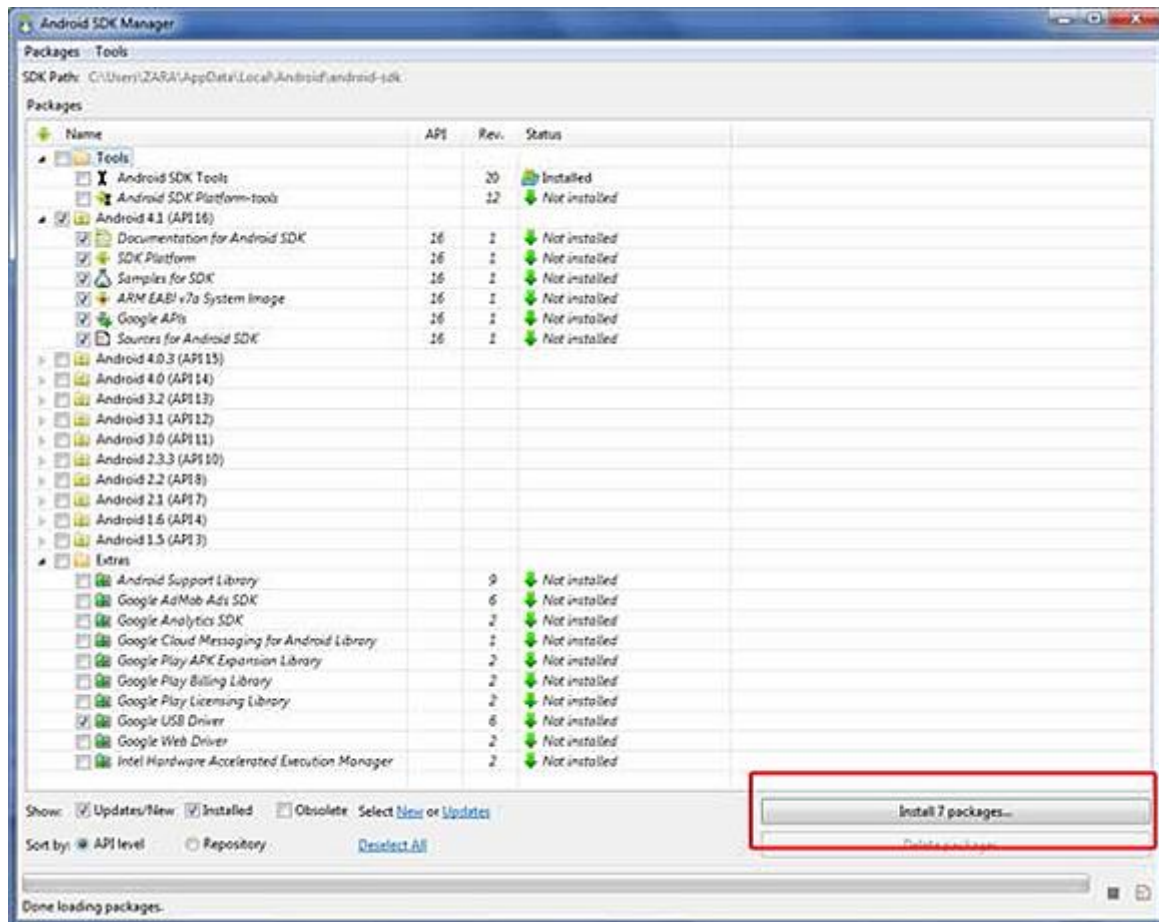 Android SDK Manager
Packages Tools
SDK Path: C:\Users\ZARA\AppData\Local\Android\android-sdk
Packages
Name API Rev. Status
Tools
Android SDK Tools 20 Installed
Android SDK Platform-tools 12 Not installed
Android 4.1 (API 16)
Documentation for Android SDK 16 1 Not installed
SDK Platform 16 1 Not installed
Samples for SDK 16 1 Not installed
ARM EABI v7a System Image 16 1 Not installed
Google APIs 16 1 Not installed
Sources for Android SDK 16 1 Not installed
Android 4.0.3 (API 15)
Android 4.0 (API 14)
Android 3.2 (API 13)
Android 3.1 (API 12)
Android 3.0 (API 11)
Android 2.3.3 (API 10)
Android 2.2 (API 8)
Android 2.1 (API 7)
Android 1.6 (API 4)
Android 1.5 (API 3)
Extras
Android Support Library 9 Not installed
Google AdMob Ads SDK 6 Not installed
Google Analytics SDK 2 Not installed
Google Cloud Messaging for Android Library 1 Not installed
Google Play APK Expansion Library 2 Not installed
Google Play Billing Library 2 Not installed
Google Play Licensing Library 2 Not installed
Google USB Driver 6 Not installed
Google Web Driver 2 Not installed
Intel Hardware Accelerated Execution Manager 2 Not installed
Show: Updates/New Installed Obsolete Select New or Updates Install 7 packages...
Sort by: API level Repository Deselect All Delete packages...
Done loading packages.